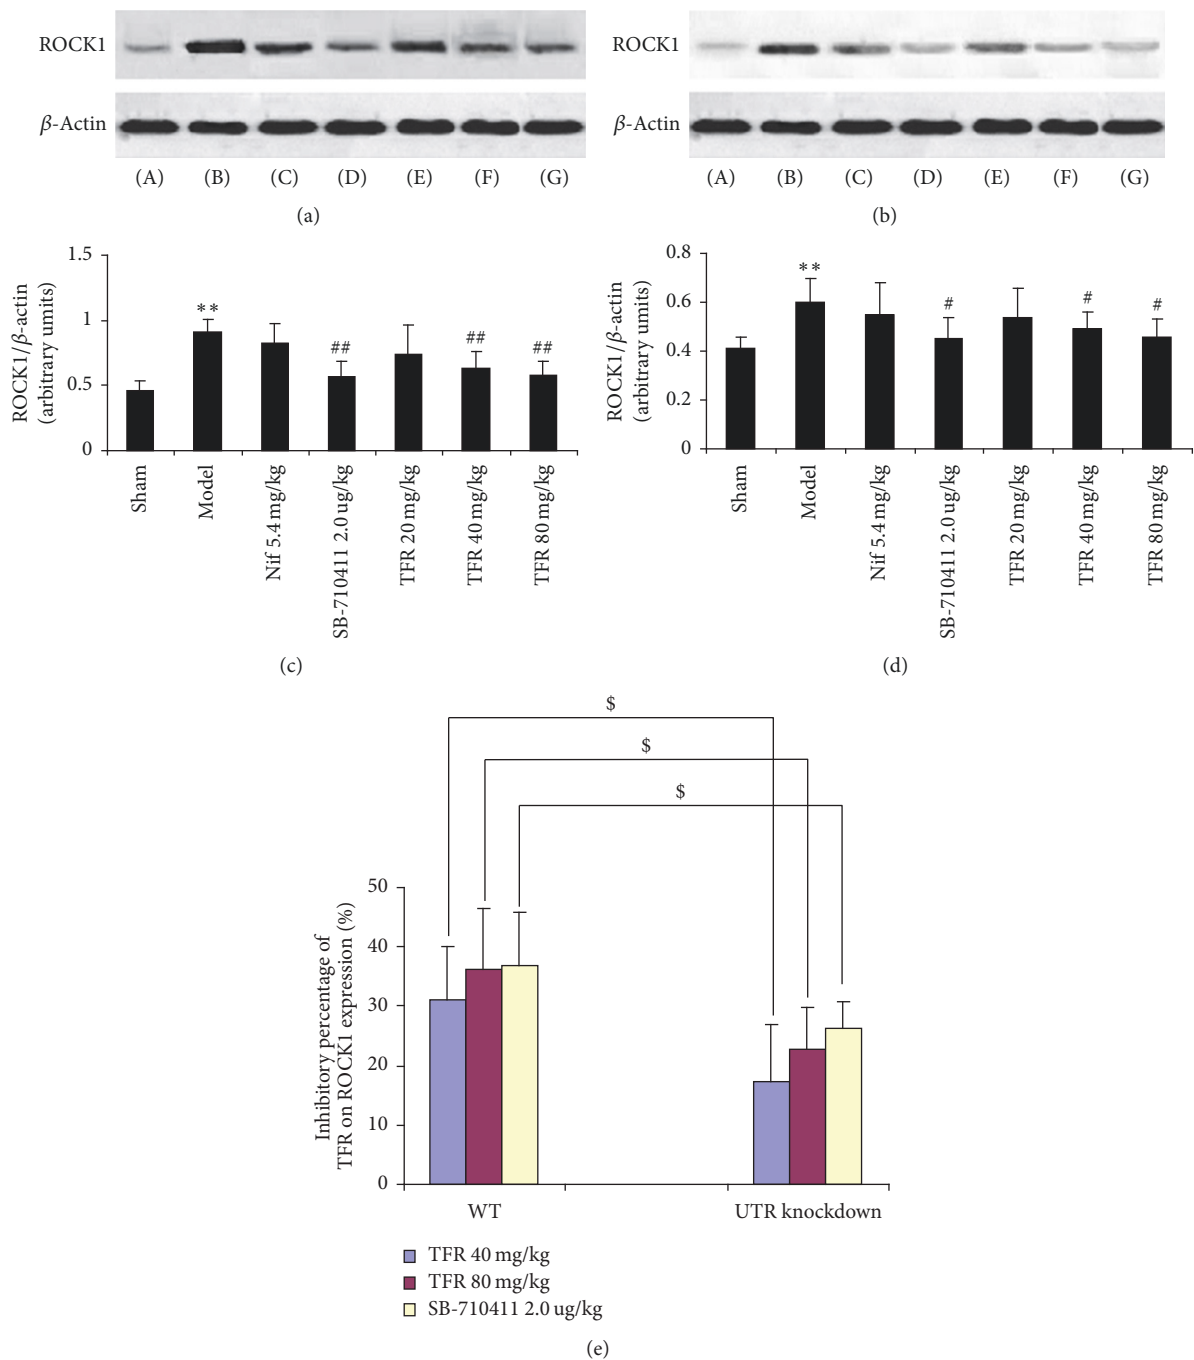 ROCK1
β-Actin
(A) (B) (C) (D) (E) (F) (G)
(a)
ROCK1
β-Actin
(A) (B) (C) (D) (E) (F) (G)
(b)
ROCK1/β-actin
(arbitrary umits)
1.5
1
0.5
0
**
##
##
##
Sham
Model
Nif 5.4 mg/kg
SB-710411 2.0 ug/kg
TFR 20 mg/kg
TFR 40 mg/kg
TFR 80 mg/kg
(c)
ROCK1/β-actin
(arbitrary umits)
0.8
0.6
0.4
0.2
0
**
#
#
#
Sham
Model
Nif 5.4 mg/kg
SB-710411 2.0 ug/kg
TFR 20 mg/kg
TFR 40 mg/kg
TFR 80 mg/kg
(d)
$
$
$
Inhibitory percentage of
TFR on ROCK1 expression (%)
50
40
30
20
10
0
WT
UTR knockdown
TFR 40 mg/kg
TFR 80 mg/kg
SB-710411 2.0 ug/kg
(e)